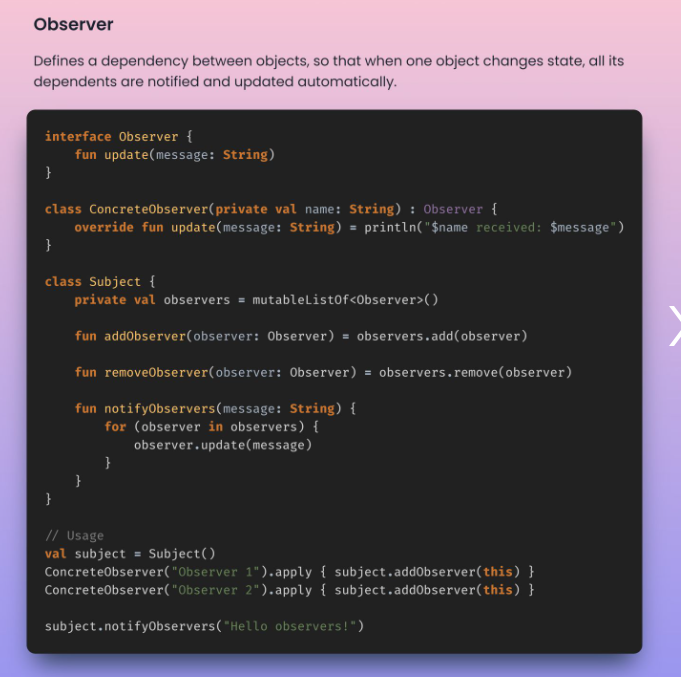 Observer
Defines a dependency between objects, so that when one object changes state, all its
dependents are notified and updated automatically.
interface Observer {
    fun update(message: String)
}
class ConcreteObserver(private val name: String) : Observer {
    override fun update(message: String) = println("$name received: $message")
}
class Subject {
    private val observers = mutableListOf<Observer>()
    fun addObserver(observer: Observer) = observers.add(observer)
    fun removeObserver(observer: Observer) = observers.remove(observer)
    fun notifyObservers(message: String) {
        for (observer in observers) {
            observer.update(message)
        }
    }
}
// Usage
val subject = Subject()
ConcreteObserver("Observer 1").apply { subject.addObserver(this) }
ConcreteObserver("Observer 2").apply { subject.addObserver(this) }
subject.notifyObservers("Hello observers!")